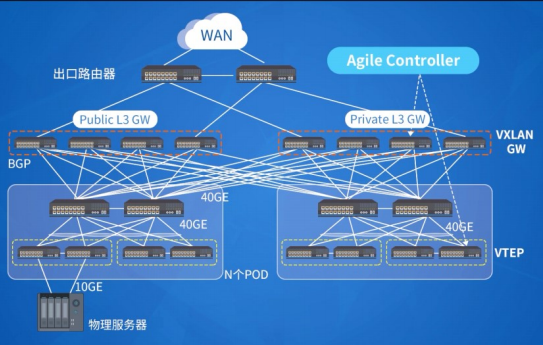 WAN
出口路由器
Agile Controller
Public L3 GW
Private L3 GW
VXLAN
GW
BGP
40GE
40GE
40GE
VTEP
N个POD
10GE
物理服务器